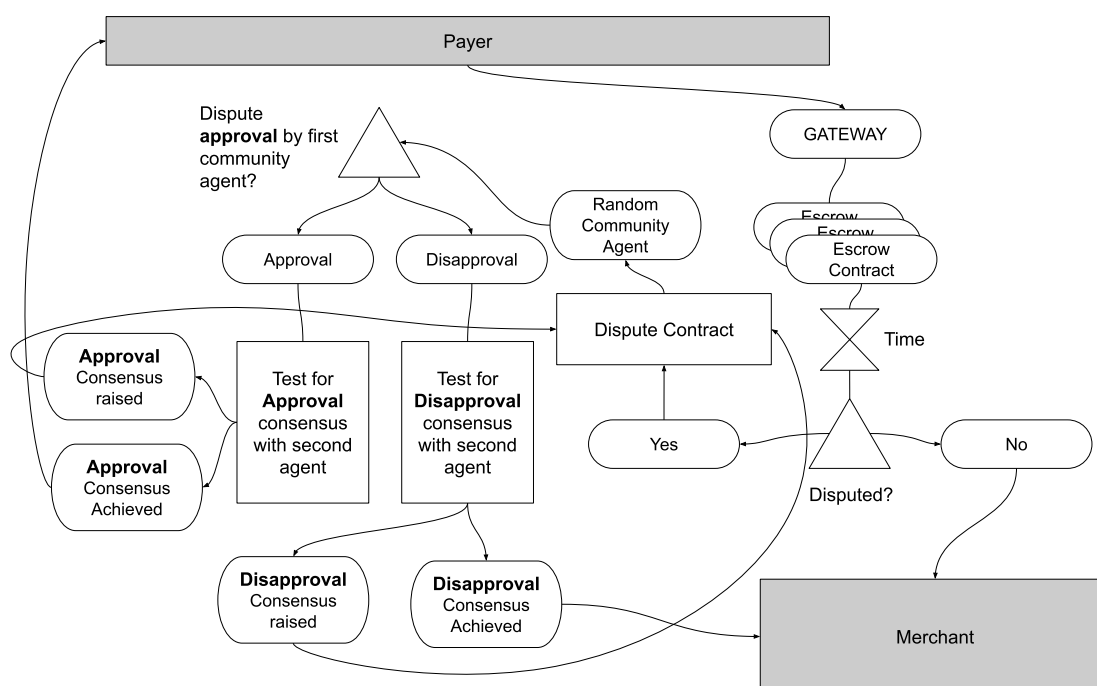 Payer
Dispute
approval by first
community
agent?
GATEWAY
Random
Community
Agent
Escrow
Escrow
Escrow
Contract
Approval
Disapproval
Dispute Contract
Time
Approval
Consensus
raised
Test for
Approval
consensus
with second
agent
Test for
Disapproval
consensus
with second
agent
Yes
No
Approval
Consensus
Achieved
Disputed?
Disapproval
Consensus
raised
Disapproval
Consensus
Achieved
Merchant